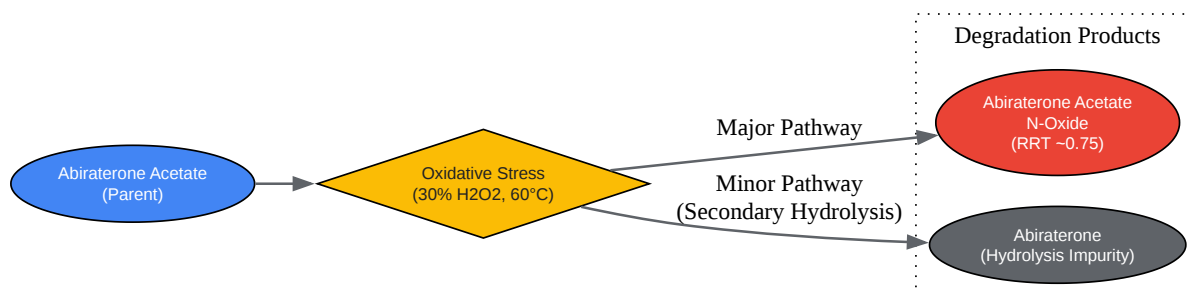 Abiraterone Acetate
(Parent)
Oxidative Stress
(30% H2O2, 60°C)
Major Pathway
Minor Pathway
(Secondary Hydrolysis)
Degradation Products
Abiraterone Acetate
N-Oxide
(RRT ~0.75)
Abiraterone
(Hydrolysis Impurity)